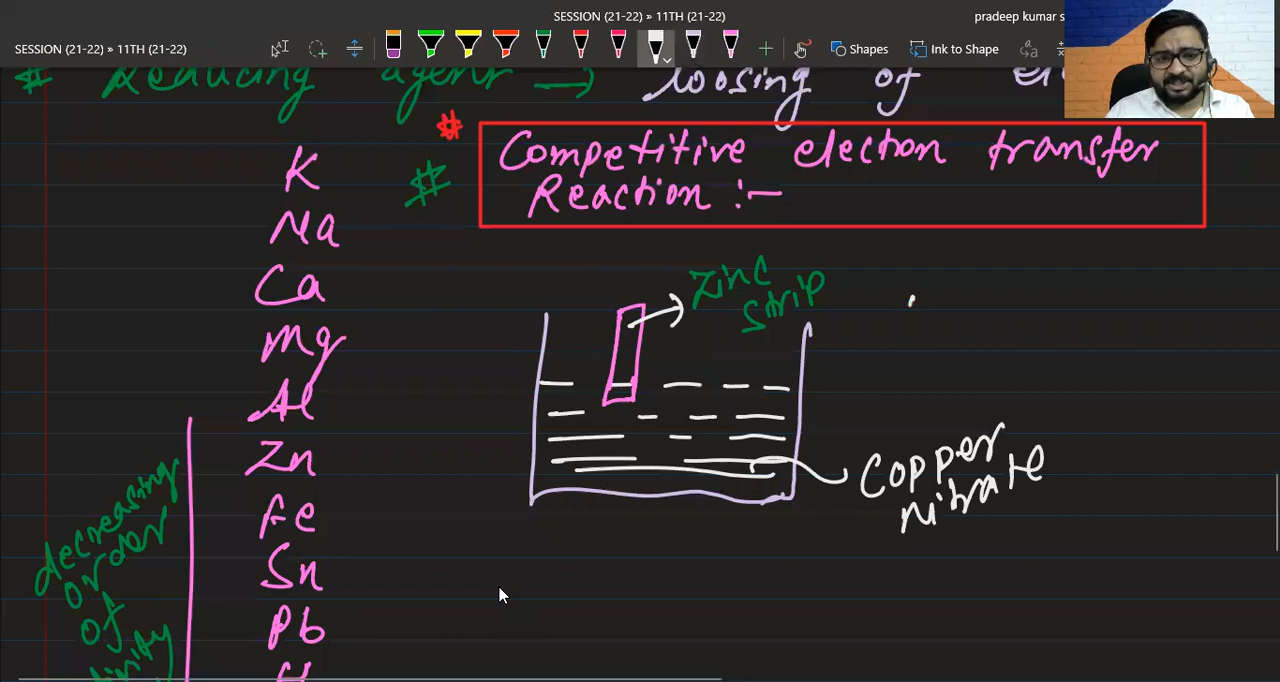 SESSION (21-22) » 11TH (21-22)
pradeep kumar s
SESSION (21-22) » 11TH (21-22)
Shapes
Ink to Shape
# Reducing agent → loosing of
# Competitive election transfer
# Reaction :-
K
Na
Ca
Mg
Al
Zn
Fe
Sn
Pb
H
Zinc
Strip
Copper
Nitrate
decreasing
order
of